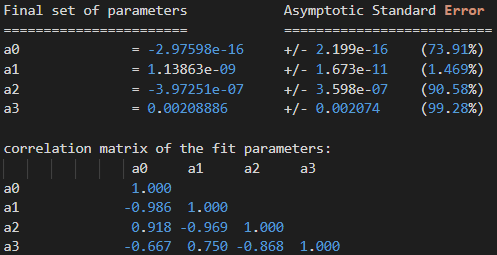 Final set of parameters            Asymptotic Standard Error
=======================            ==========================
a0              = -2.97598e-16     +/- 2.199e-16    (73.91%)
a1              = 1.13863e-09      +/- 1.673e-11    (1.469%)
a2              = -3.97251e-07     +/- 3.598e-07    (90.58%)
a3              = 0.00208886       +/- 0.002074     (99.28%)
correlation matrix of the fit parameters:
                a0     a1     a2     a3
a0              1.000
a1             -0.986  1.000
a2              0.918 -0.969  1.000
a3             -0.667  0.750 -0.868  1.000